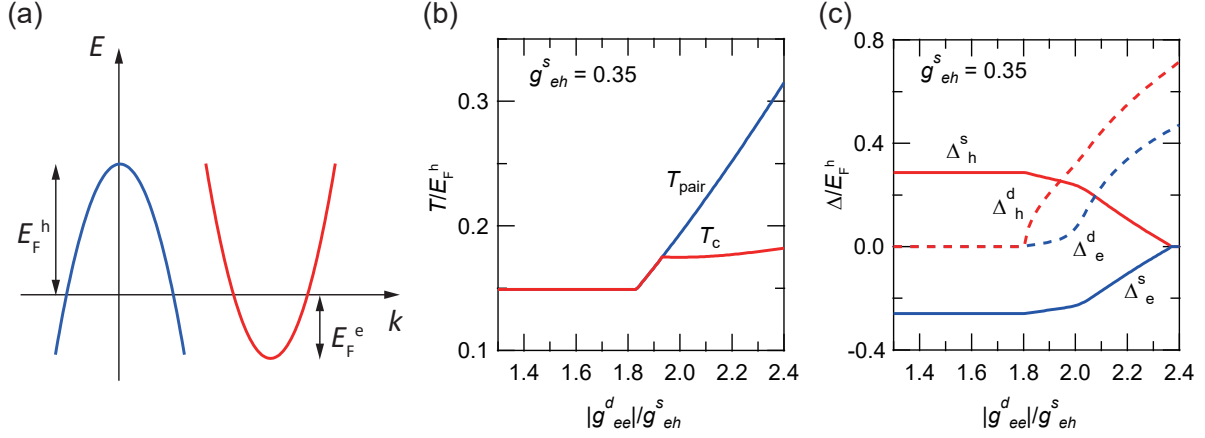 (a)
E
E_F^h
E_F^e
k
(b)
g^s_eh = 0.35
T/E_F^h
0.3
0.2
0.1
T_pair
T_c
1.4 1.6 1.8 2.0 2.2 2.4
|g^d_ee|/g^s_eh
(c)
g^s_eh = 0.35
Δ/E_F^h
0.8
0.4
0.0
-0.4
Δ^s_h
Δ^d_h
Δ^d_e
Δ^s_e
1.4 1.6 1.8 2.0 2.2 2.4
|g^d_ee|/g^s_eh